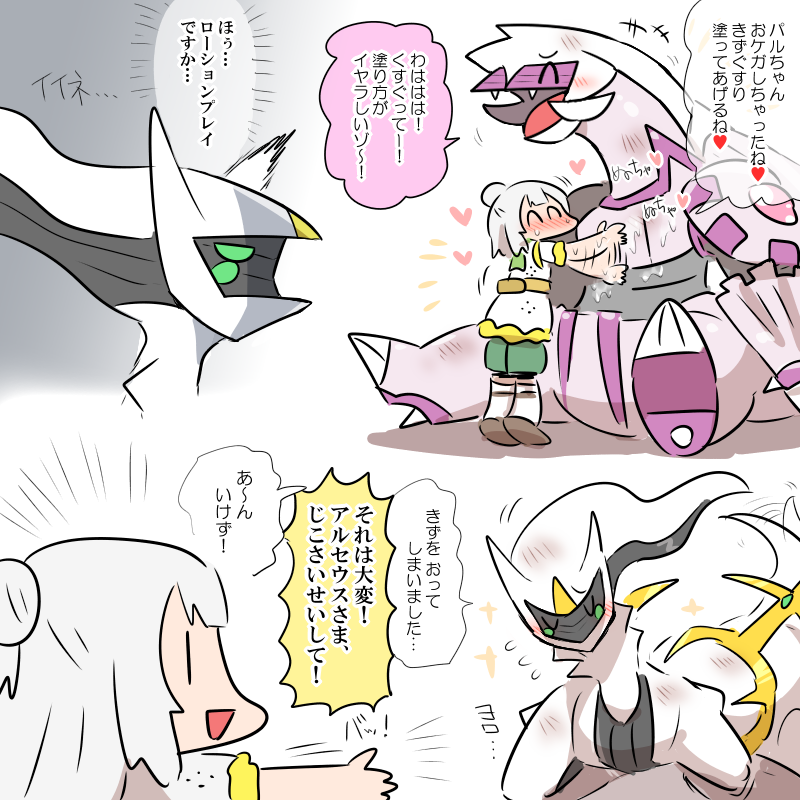 パルちゃん
おケガしちゃったね♥
きずぐすり
塗ってあげるね♥
わははは！
くすぐってー！
塗り方が
イヤらしいゾ～！
ぬちゃ
ぬちゃ
ほぅ…
ローションプレイ
ですか…
イイネ…
きずを おって
しまいました…
ヨロ…
それは大変！
アルセウスさま、
じこさいせいして！
バッ！
あ～ん
いけず！